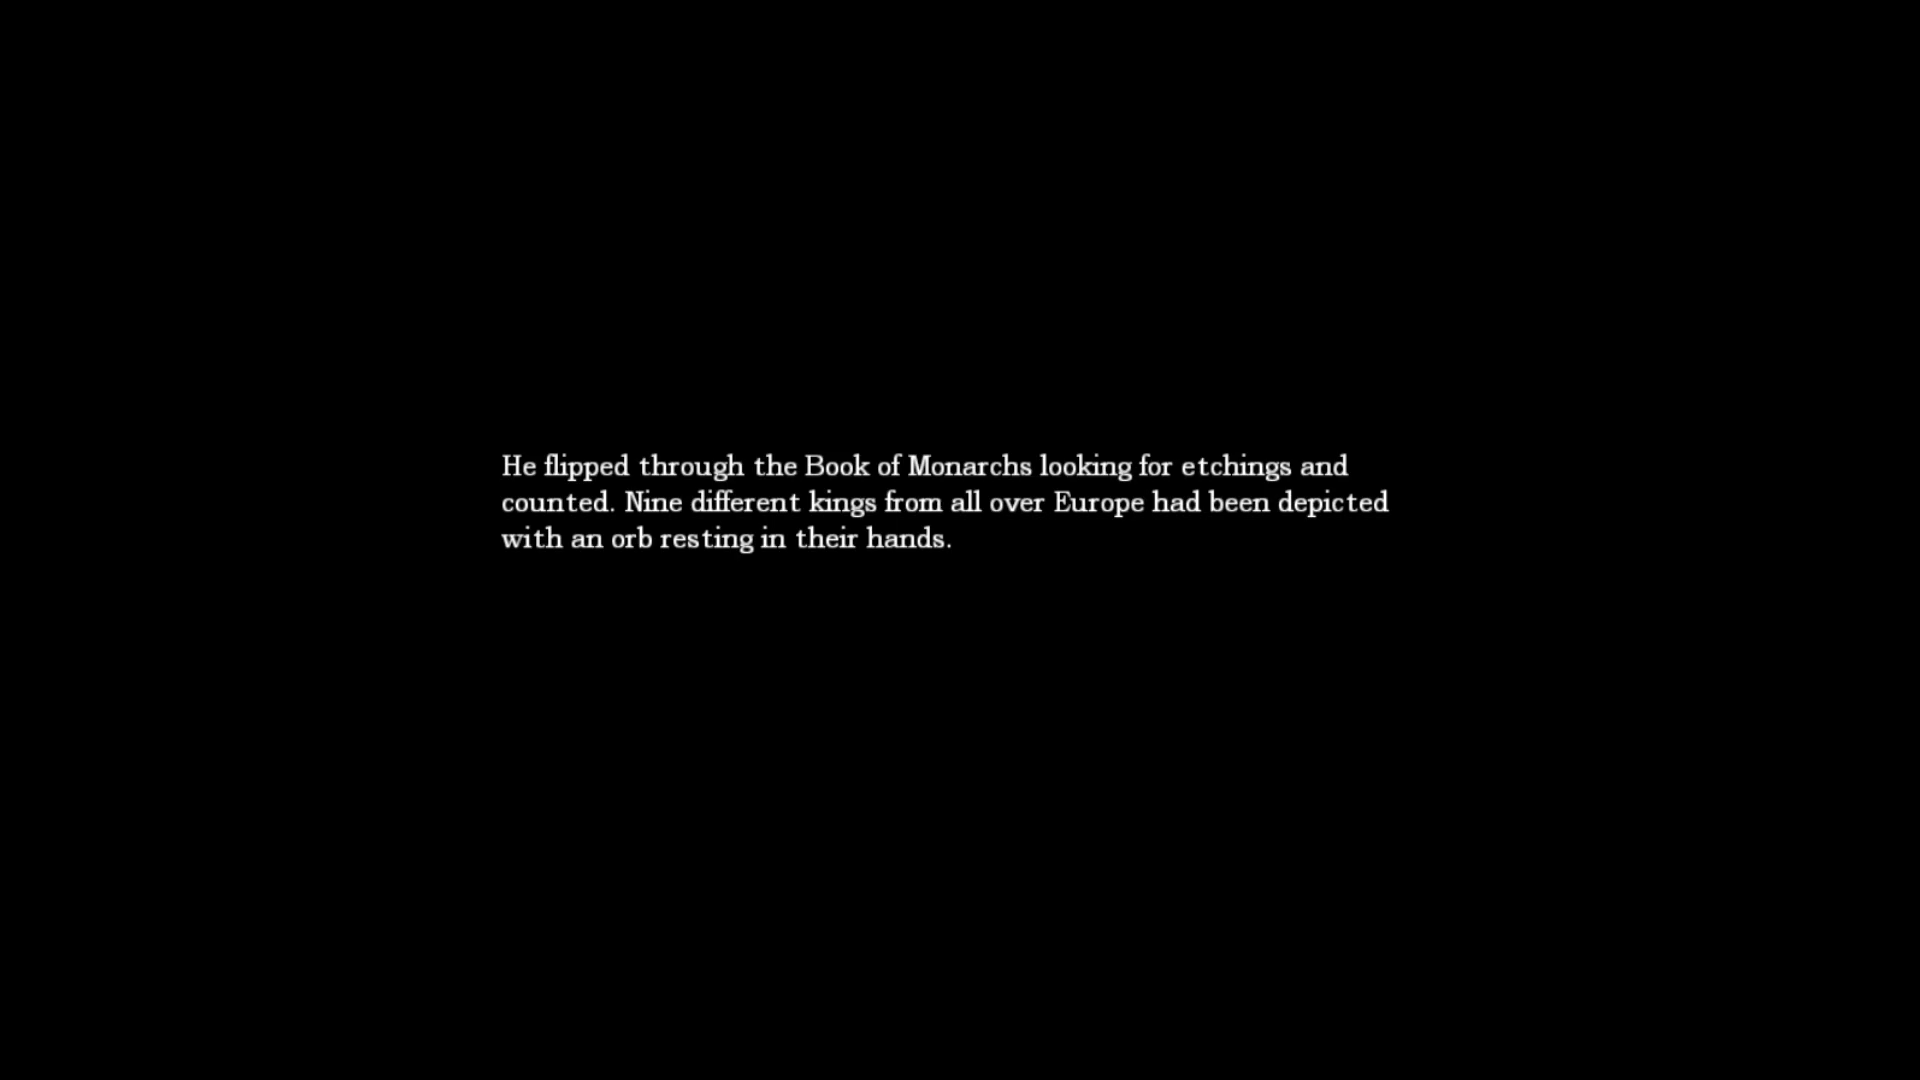 He flipped through the Book of Monarchs looking for etchings and
counted. Nine different kings from all over Europe had been depicted
with an orb resting in their hands.